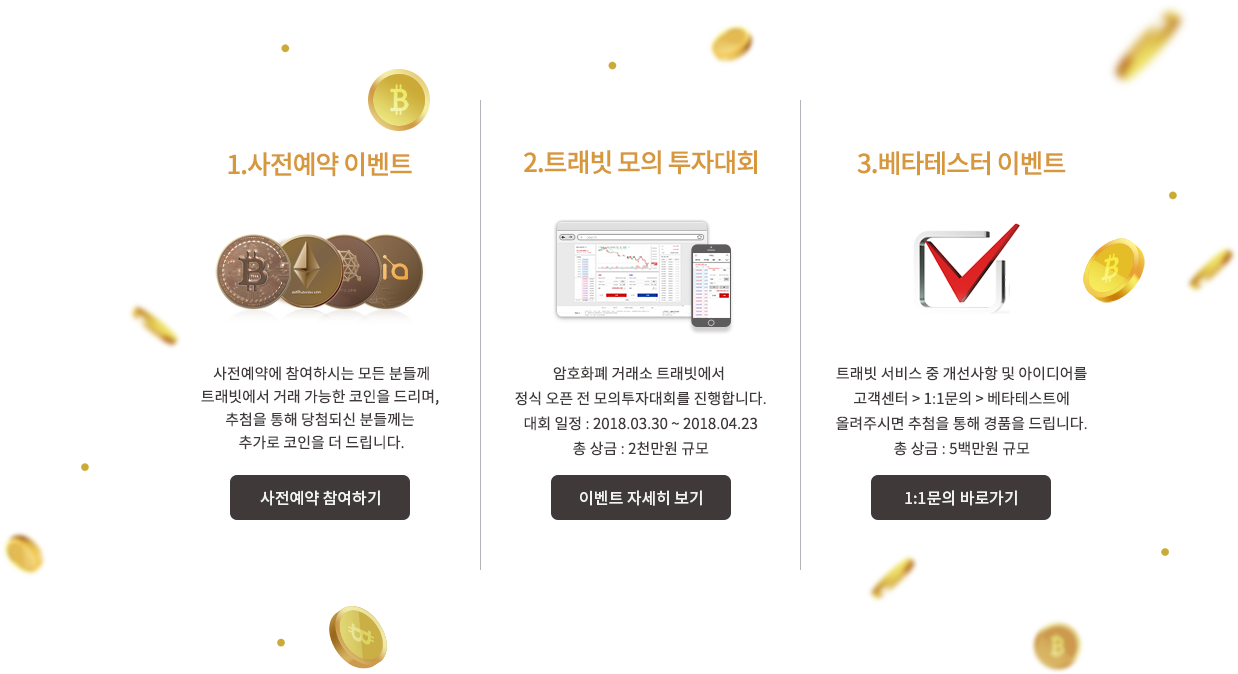 1.사전예약 이벤트
사전예약에 참여하시는 모든 분들께
트래빗에서 거래 가능한 코인을 드리며,
추첨을 통해 당첨되신 분들께는
추가로 코인을 더 드립니다.
사전예약 참여하기
2.트래빗 모의 투자대회
암호화폐 거래소 트래빗에서
정식 오픈 전 모의투자대회를 진행합니다.
대회 일정 : 2018.03.30 ~ 2018.04.23
총 상금 : 2천만원 규모
이벤트 자세히 보기
3.베타테스터 이벤트
트래빗 서비스 중 개선사항 및 아이디어를
고객센터 > 1:1문의 > 베타테스트에
올려주시면 추첨을 통해 경품을 드립니다.
총 상금 : 5백만원 규모
1:1문의 바로가기